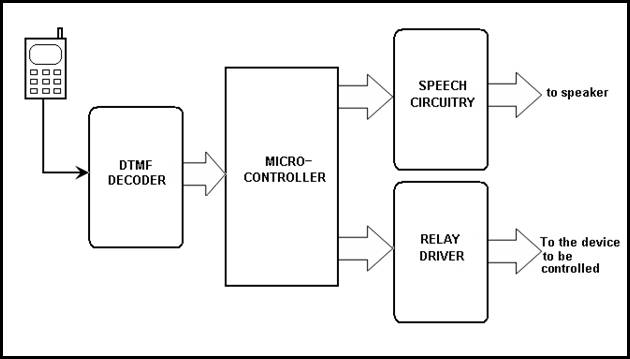 DTMF
DECODER
MICRO-
CONTROLLER
SPEECH
CIRCUITRY
to speaker
RELAY
DRIVER
To the device
to be
controlled